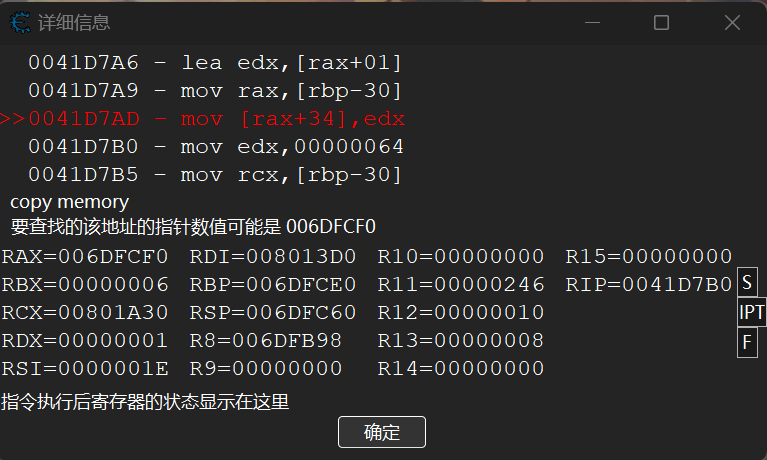 详细信息
0041D7A6 - lea edx,[rax+01]
0041D7A9 - mov rax,[rbp-30]
>>0041D7AD - mov [rax+34],edx
0041D7B0 - mov edx,00000064
0041D7B5 - mov rcx,[rbp-30]
copy memory
要查找的该地址的指针数值可能是 006DFCF0
RAX=006DFCF0 RDI=008013D0 R10=00000000 R15=00000000
RBX=00000006 RBP=006DFCE0 R11=00000246 RIP=0041D7B0 S
RCX=00801A30 RSP=006DFC60 R12=00000010 IPT
RDX=00000001 R8=006DFB98 R13=00000008 F
RSI=0000001E R9=00000000 R14=00000000
指令执行后寄存器的状态显示在这里
确定